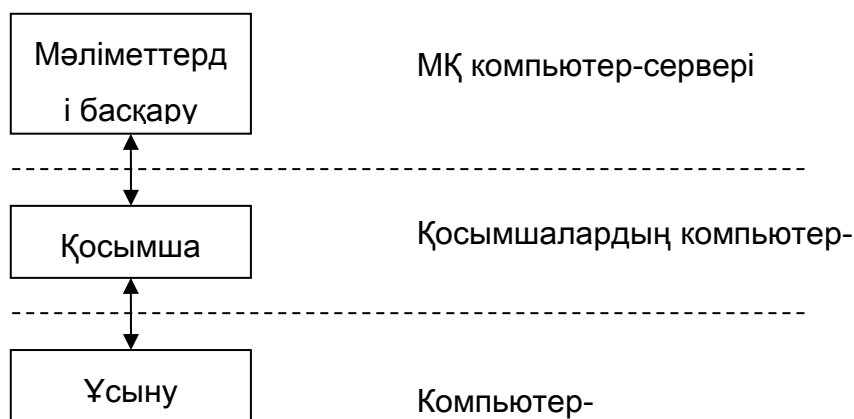 Мәліметтерд
і басқару
МҚ компьютер-сервері
Қосымша
Қосымшалардың компьютер-
Ұсыну
Компьютер-